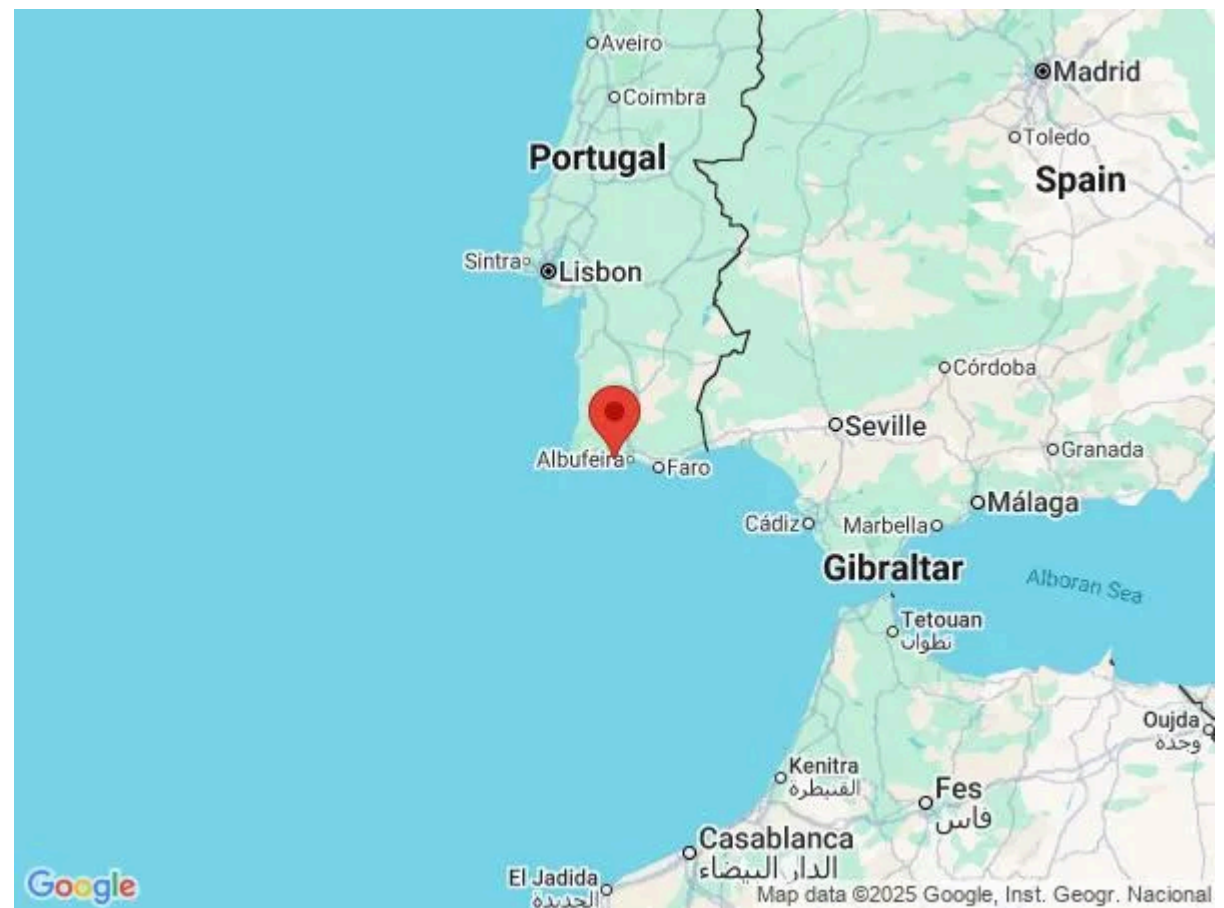 Aveiro
Madrid
Coimbra
Toledo
Portugal
Spain
Sintra
Lisbon
Córdoba
Seville
Granada
Albufeira
Faro
Málaga
Cádiz
Marbella
Gibraltar
Alboran Sea
Tetouan
تطوان
Oujda
وجدة
Kenitra
القنيطرة
Fes
فاس
Casablanca
الدار البيضاء
El Jadida
الجديدة
Google
Map data ©2025 Google, Inst. Geogr. Nacional